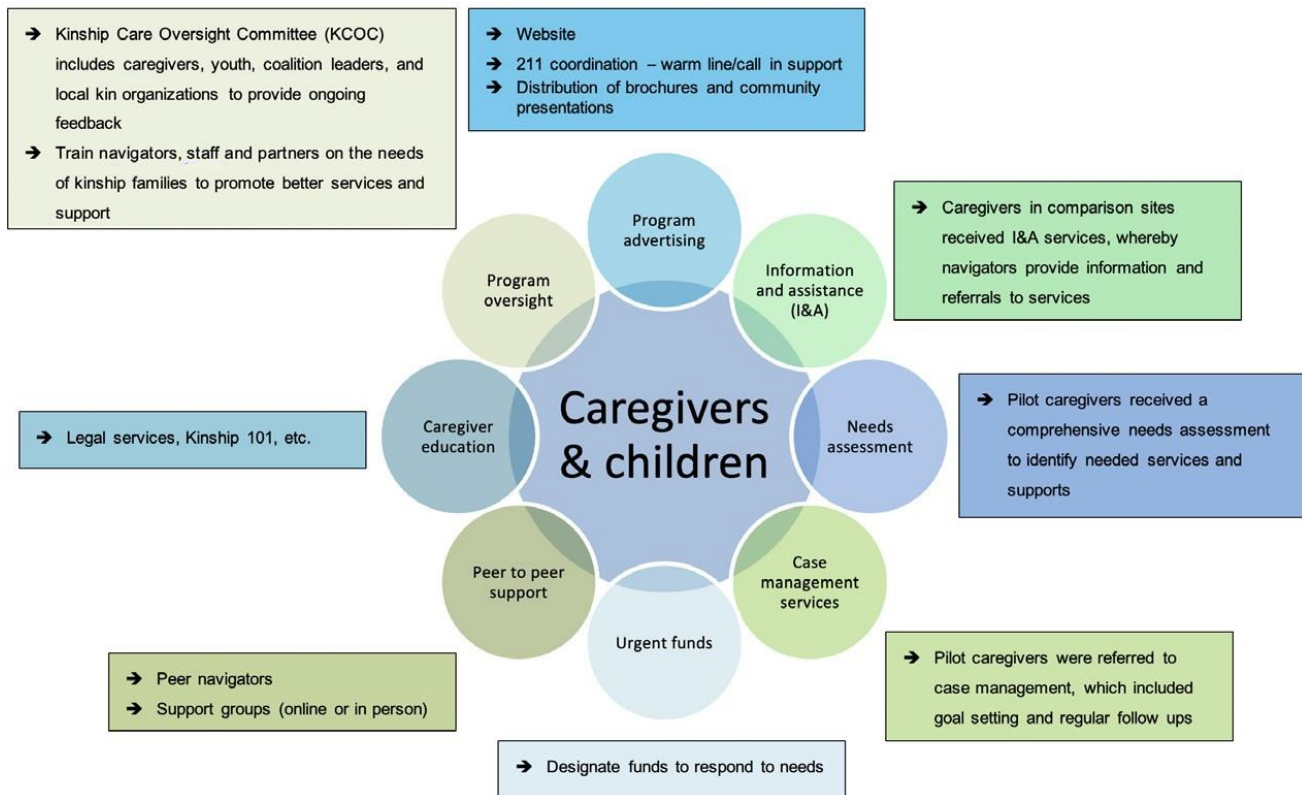 ➔ Kinship Care Oversight Committee (KCOC)
includes caregivers, youth, coalition leaders, and
local kin organizations to provide ongoing
feedback
➔ Train navigators, staff and partners on the needs
of kinship families to promote better services and
support
➔ Website
➔ 211 coordination – warm line/call in support
➔ Distribution of brochures and community
presentations
Program
advertising
Program
oversight
Information
and assistance
(I&A)
➔ Caregivers in comparison sites
received I&A services, whereby
navigators provide information and
referrals to services
➔ Legal services, Kinship 101, etc.
Caregiver
education
Caregivers
& children
Needs
assessment
➔ Pilot caregivers received a
comprehensive needs assessment
to identify needed services and
supports
Peer to peer
support
Urgent funds
Case
management
services
➔ Peer navigators
➔ Support groups (online or in person)
➔ Pilot caregivers were referred to
case management, which included
goal setting and regular follow ups
➔ Designate funds to respond to needs